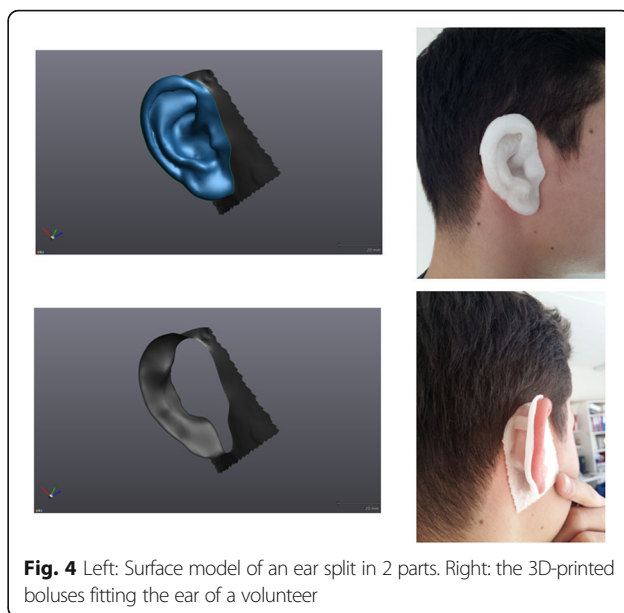 Fig. 4 Left: Surface model of an ear split in 2 parts. Right: the 3D-printed
boluses fitting the ear of a volunteer